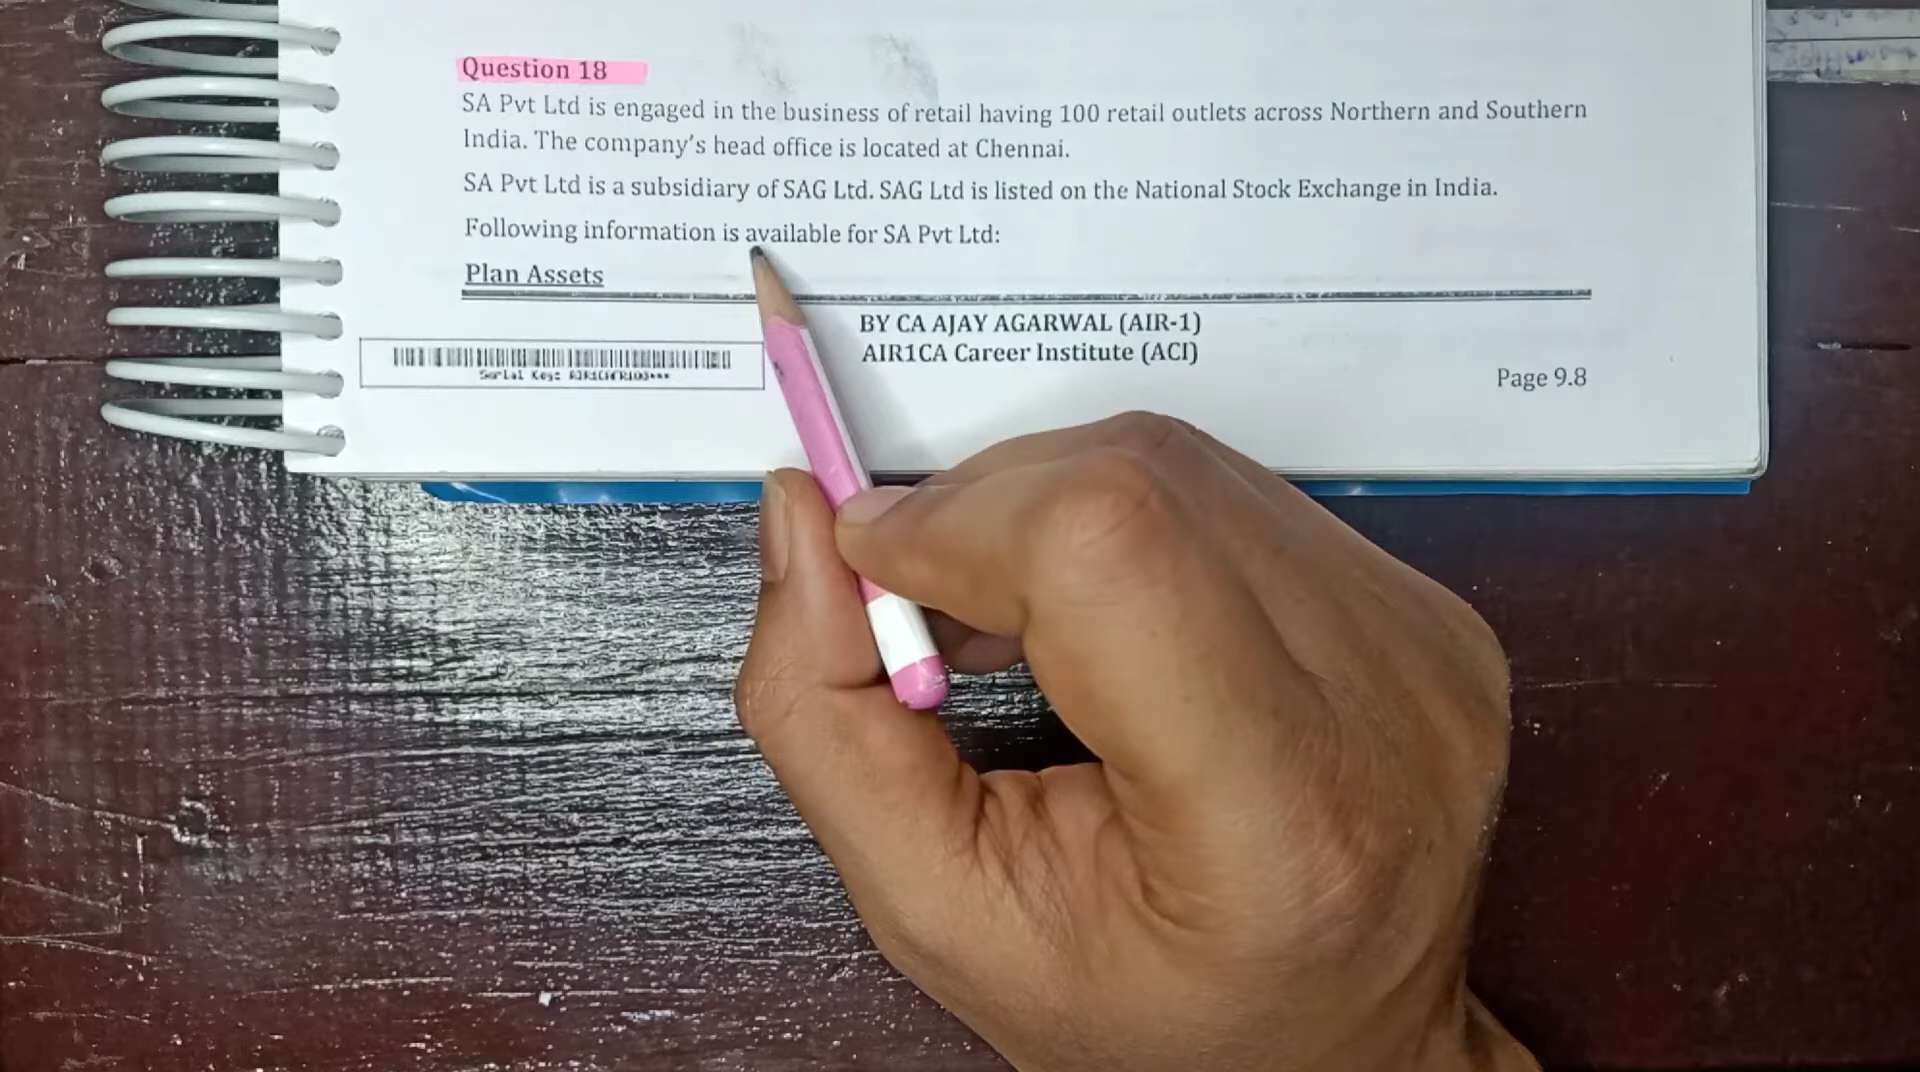 Question 18
SA Pvt Ltd is engaged in the business of retail having 100 retail outlets across Northern and Southern
India. The company's head office is located at Chennai.
SA Pvt Ltd is a subsidiary of SAG Ltd. SAG Ltd is listed on the National Stock Exchange in India.
Following information is available for SA Pvt Ltd:
Plan Assets
BY CA AJAY AGARWAL (AIR-1)
AIR1CA Career Institute (ACI)
Serial Key:
Page 9.8